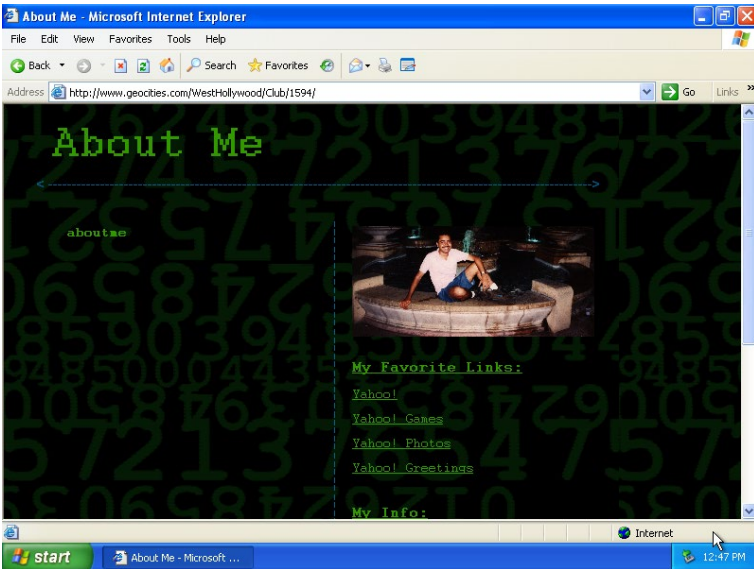 About Me - Microsoft Internet Explorer
File Edit View Favorites Tools Help
Back Search Favorites
Address http://www.geocities.com/WestHollywood/Club/1594/ Go Links »
About Me
<------------------------------------------------------------->
aboutme
My Favorite Links:
Yahoo!
Yahoo! Games
Yahoo! Photos
Yahoo! Greetings
My Info:
Internet
start About Me - Microsoft ... 12:47 PM